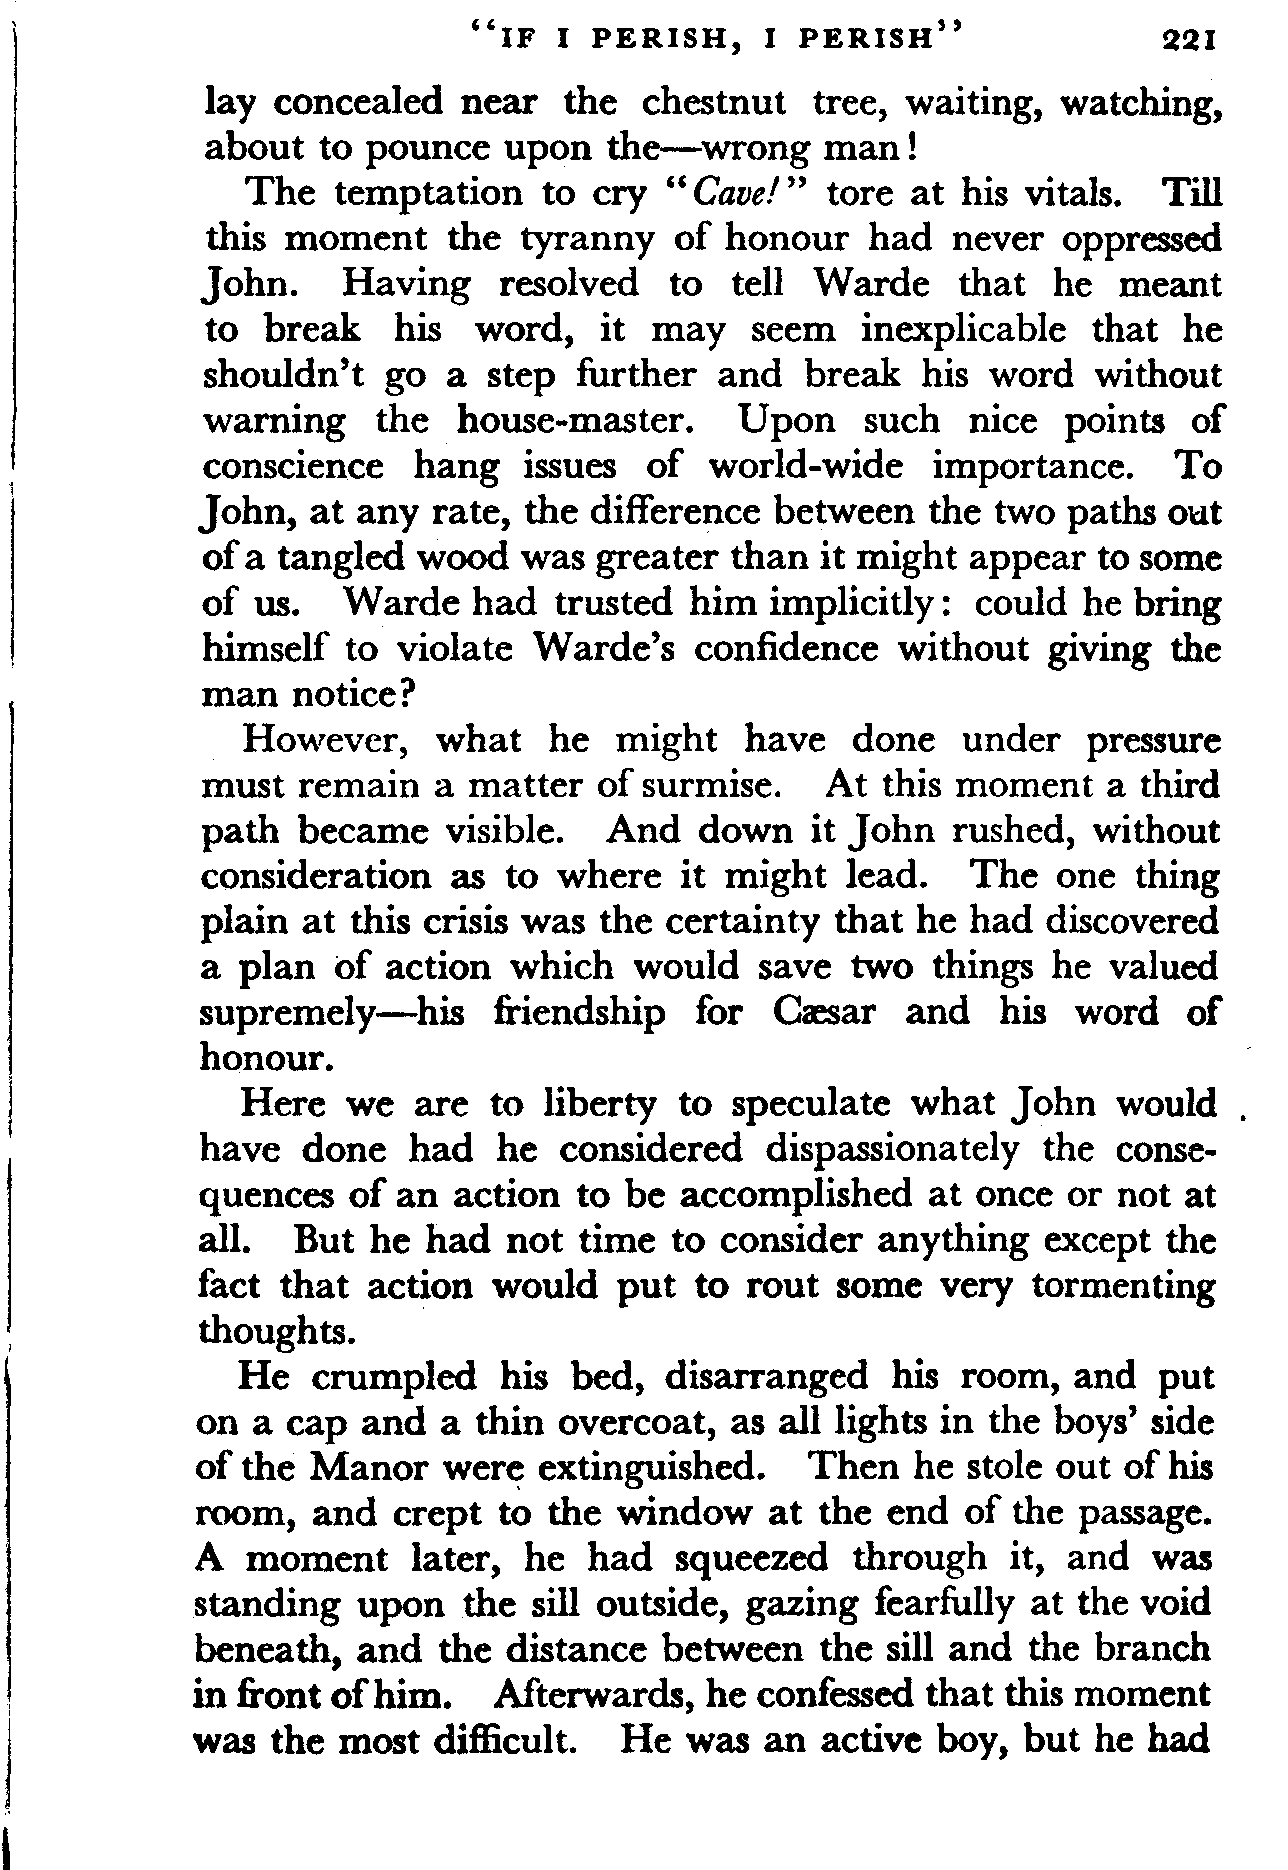 "IF I PERISH, I PERISH" 221
lay concealed near the chestnut tree, waiting, watching,
about to pounce upon the—wrong man!
The temptation to cry "Cave!" tore at his vitals. Till
this moment the tyranny of honour had never oppressed
John. Having resolved to tell Warde that he meant
to break his word, it may seem inexplicable that he
shouldn't go a step further and break his word without
warning the house-master. Upon such nice points of
conscience hang issues of world-wide importance. To
John, at any rate, the difference between the two paths out
of a tangled wood was greater than it might appear to some
of us. Warde had trusted him implicitly: could he bring
himself to violate Warde's confidence without giving the
man notice?
However, what he might have done under pressure
must remain a matter of surmise. At this moment a third
path became visible. And down it John rushed, without
consideration as to where it might lead. The one thing
plain at this crisis was the certainty that he had discovered
a plan of action which would save two things he valued
supremely—his friendship for Cæsar and his word of
honour.
Here we are to liberty to speculate what John would
have done had he considered dispassionately the conse-
quences of an action to be accomplished at once or not at
all. But he had not time to consider anything except the
fact that action would put to rout some very tormenting
thoughts.
He crumpled his bed, disarranged his room, and put
on a cap and a thin overcoat, as all lights in the boys' side
of the Manor were extinguished. Then he stole out of his
room, and crept to the window at the end of the passage.
A moment later, he had squeezed through it, and was
standing upon the sill outside, gazing fearfully at the void
beneath, and the distance between the sill and the branch
in front of him. Afterwards, he confessed that this moment
was the most difficult. He was an active boy, but he had